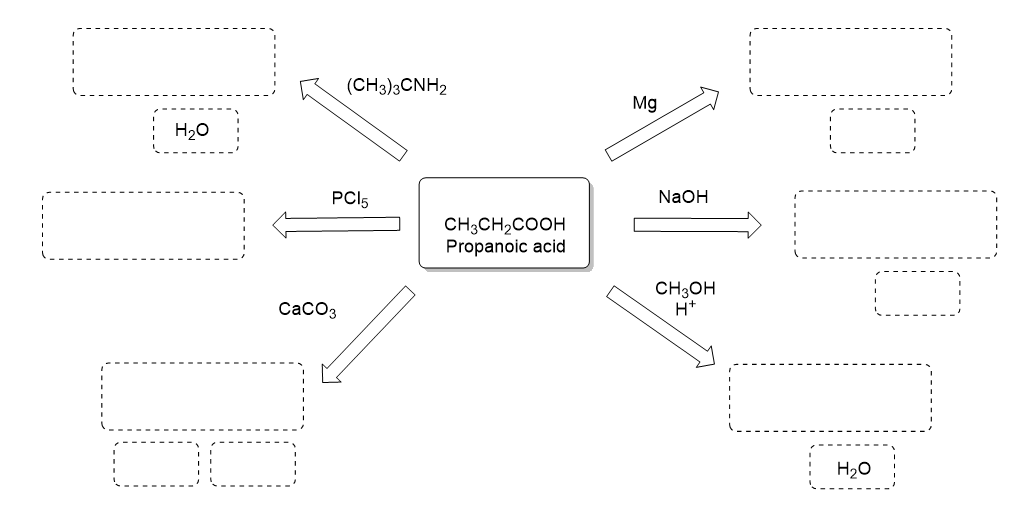 (CH₃)₃CNH₂
Mg
H₂O
PCl₅
NaOH
CH₃CH₂COOH
Propanoic acid
CaCO₃
CH₃OH
H⁺
H₂O